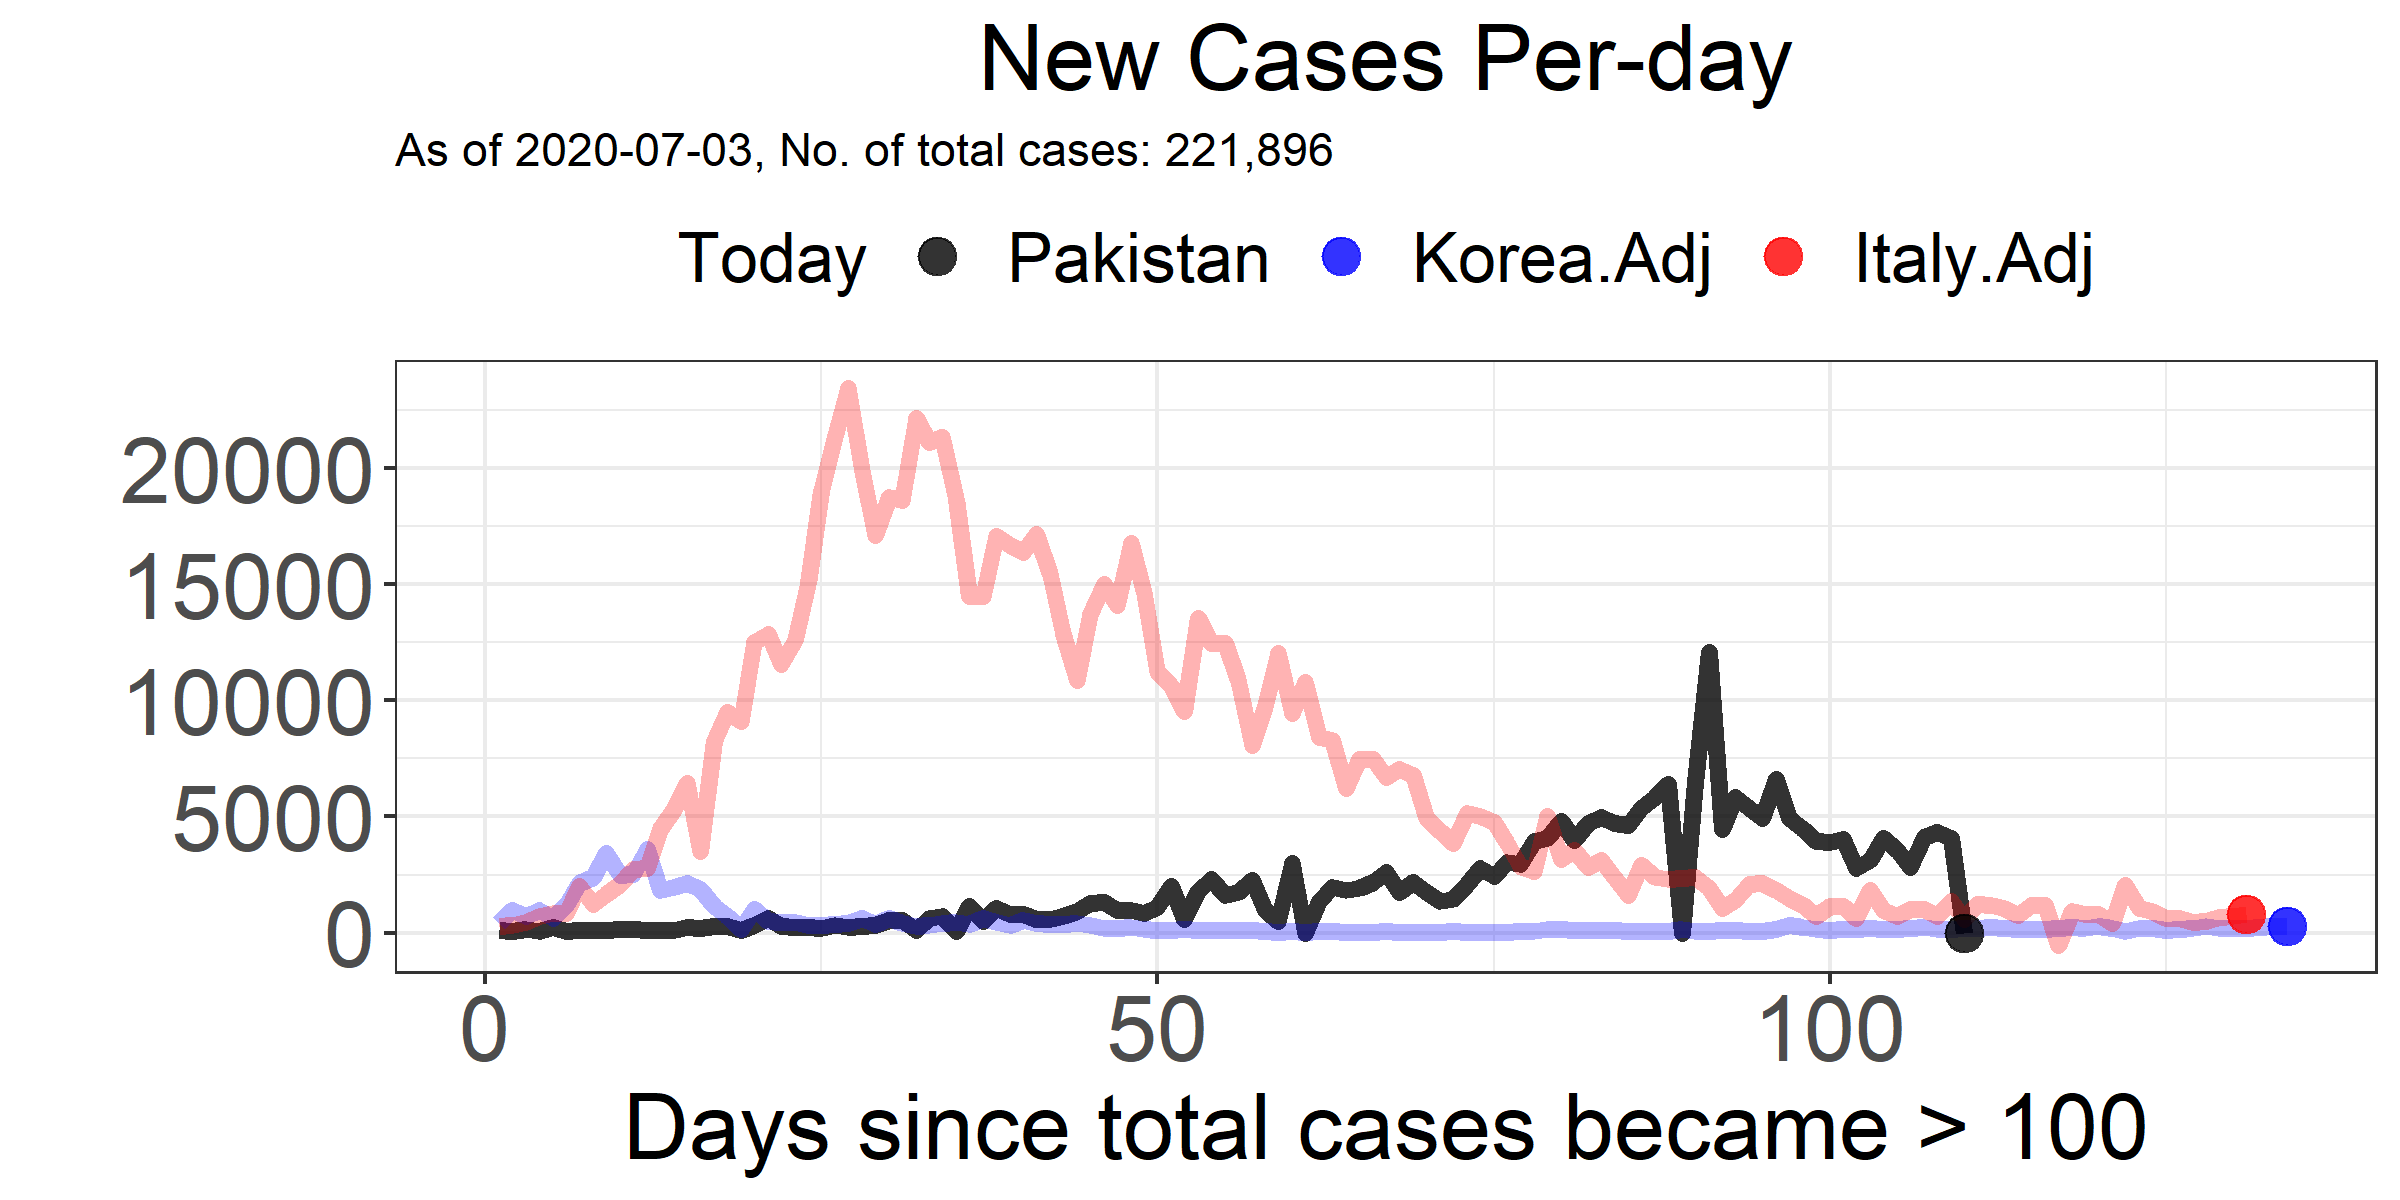 New Cases Per-day
As of 2020-07-03, No. of total cases: 221,896
Today Pakistan Korea.Adj Italy.Adj
20000
15000
10000
5000
0
0 50 100
Days since total cases became > 100